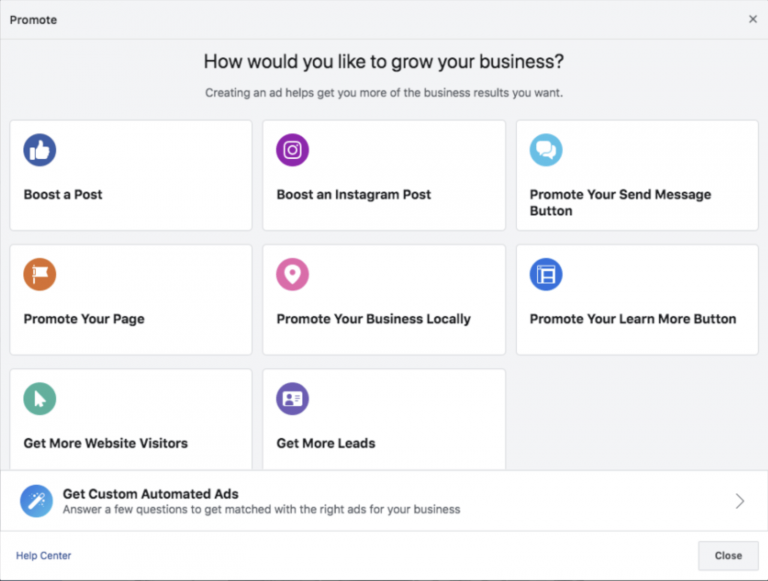 Promote
How would you like to grow your business?
Creating an ad helps get you more of the business results you want.
Boost a Post
Boost an Instagram Post
Promote Your Send Message
Button
Promote Your Page
Promote Your Business Locally
Promote Your Learn More Button
Get More Website Visitors
Get More Leads
Get Custom Automated Ads
Answer a few questions to get matched with the right ads for your business
Help Center
Close